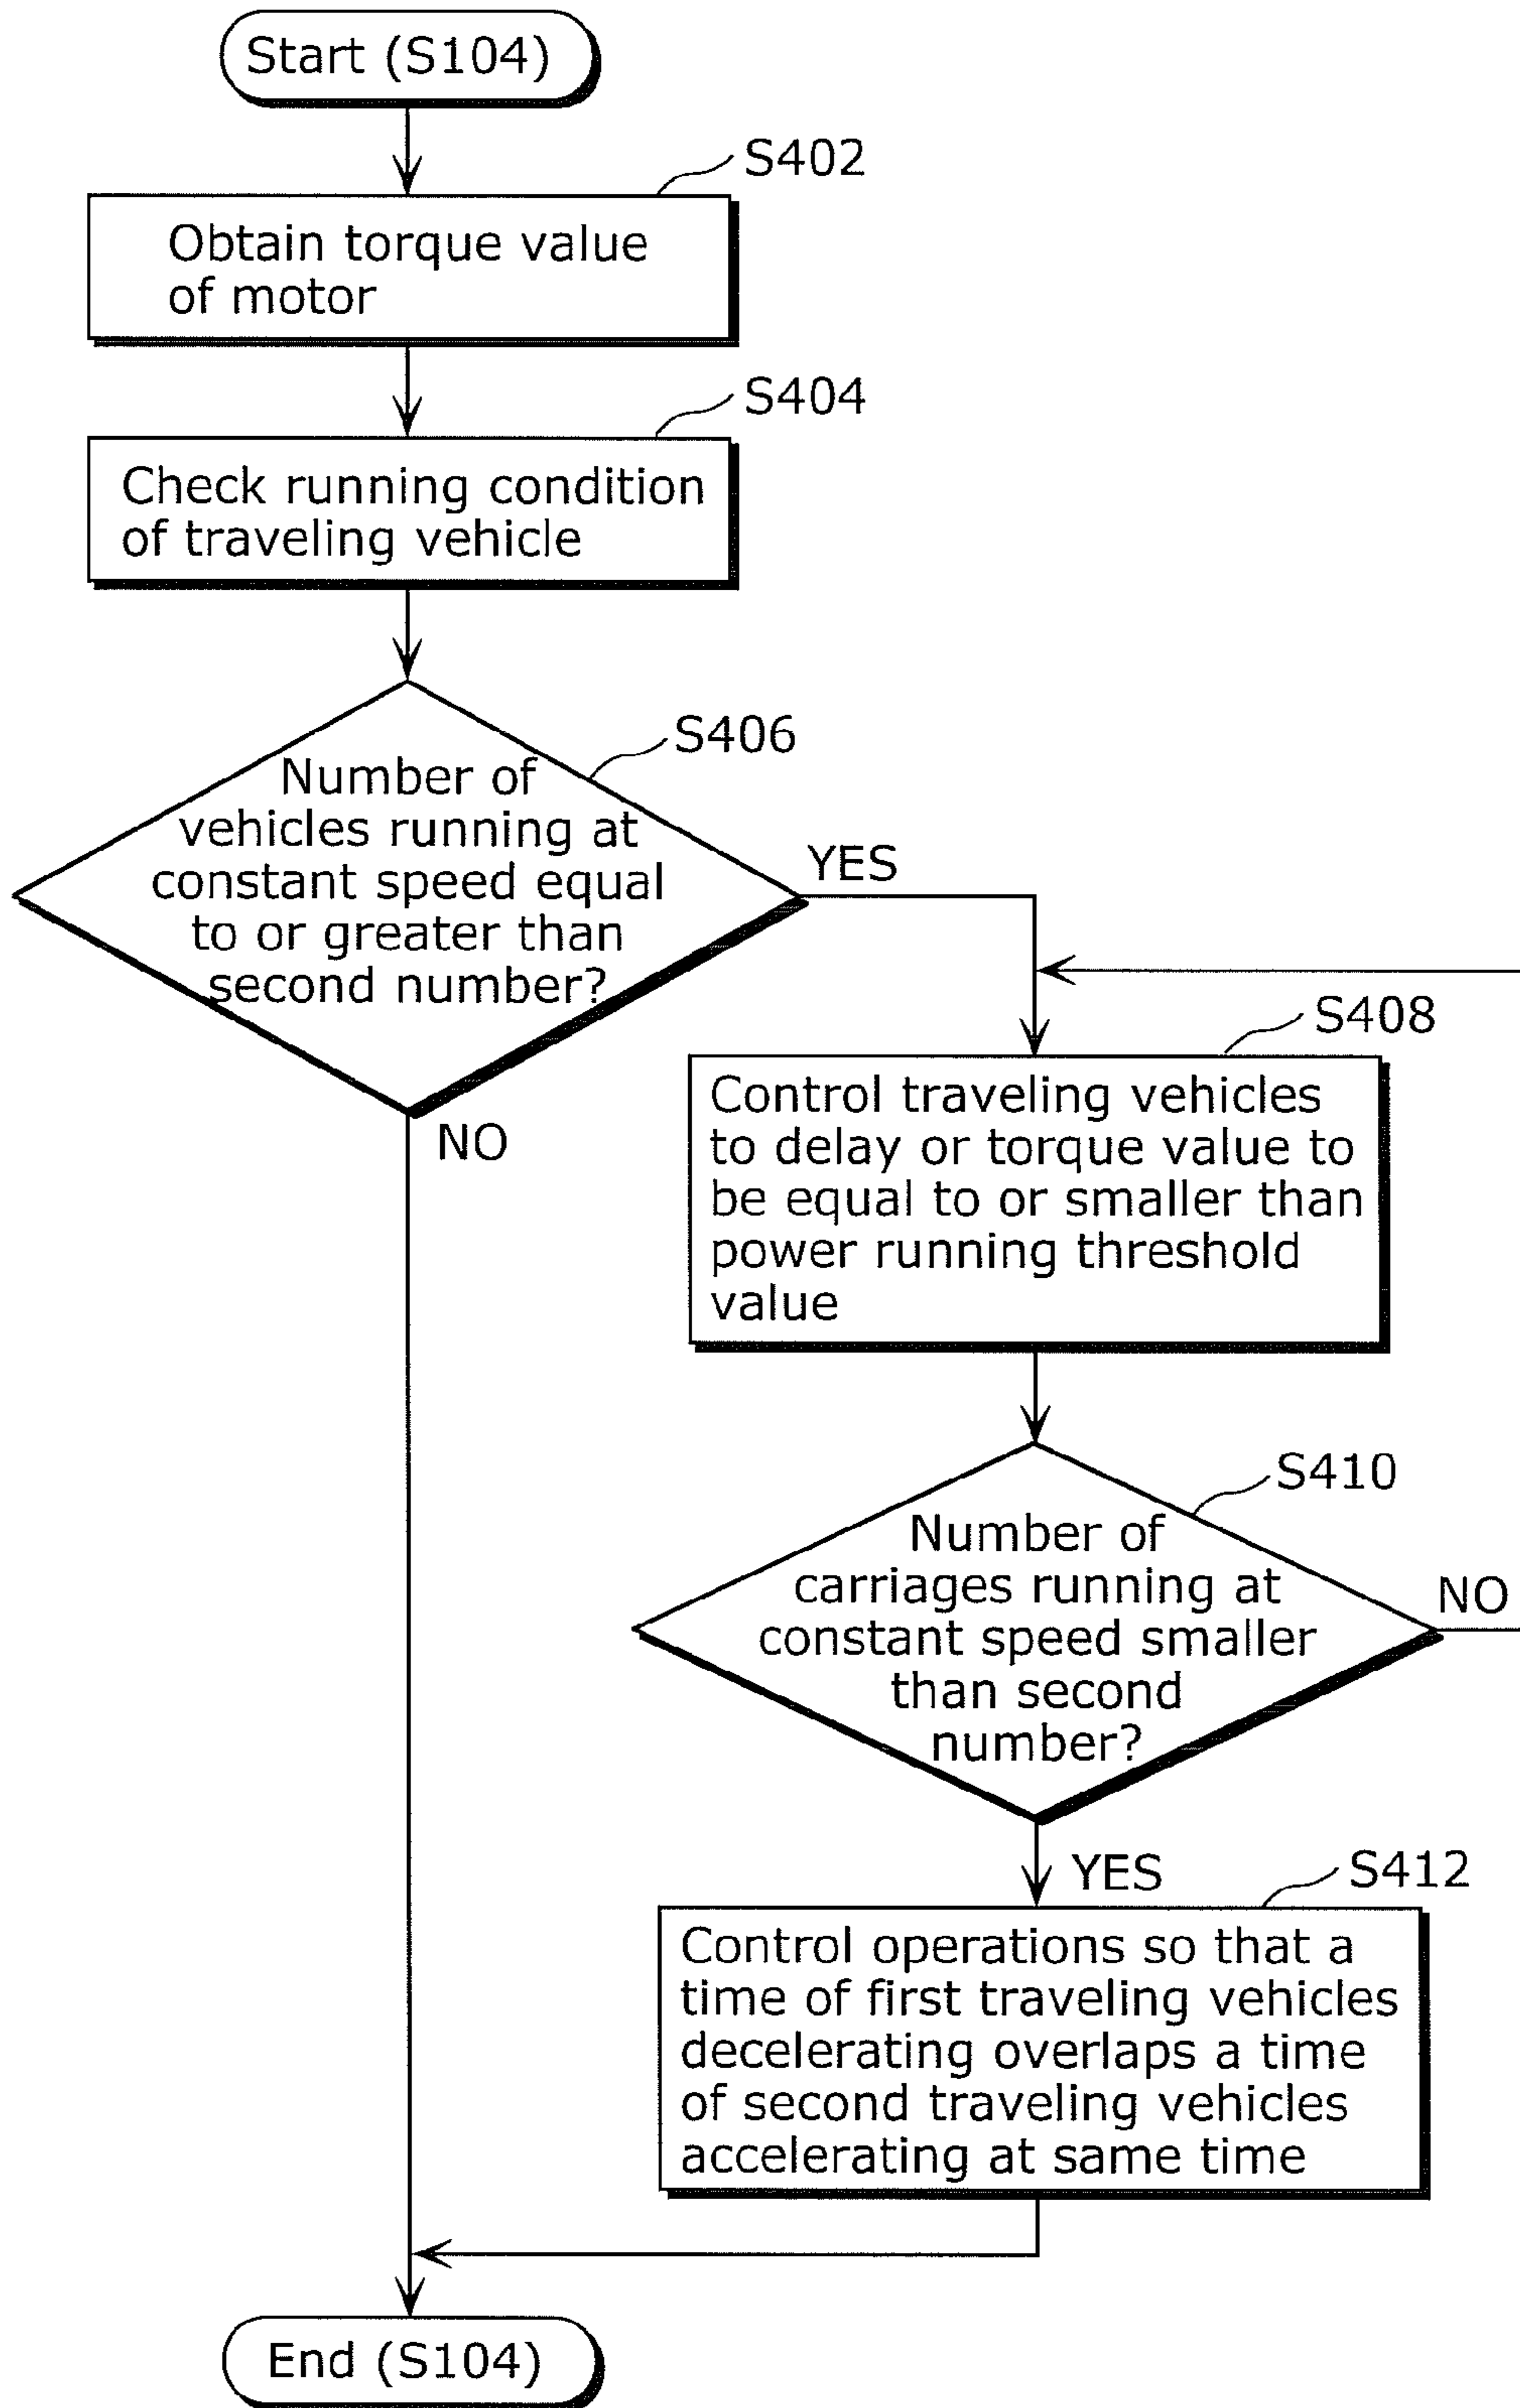 Start (S104)
S402
Obtain torque value
of motor
S404
Check running condition
of traveling vehicle
S406
Number of
vehicles running at
constant speed equal
to or greater than
second number?
YES
NO
S408
Control traveling vehicles
to delay or torque value to
be equal to or smaller than
power running threshold
value
S410
Number of
carriages running at
constant speed smaller
than second
number?
NO
YES
S412
Control operations so that a
time of first traveling vehicles
decelerating overlaps a time
of second traveling vehicles
accelerating at same time
End (S104)